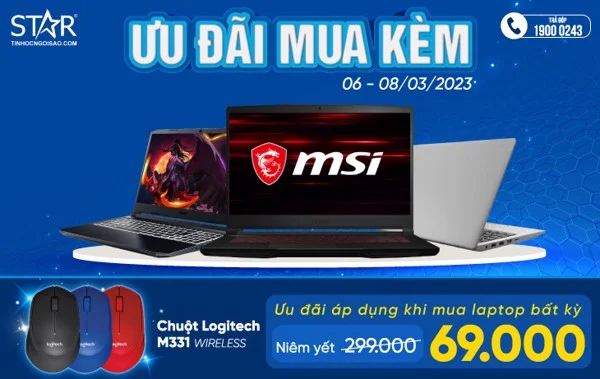 STAR
TINHOCNGOISAO.COM
ƯU ĐÃI MUA KÈM
06 - 08/03/2023
TRẢ GÓP
1900 0243
msi
logitech
logitech
logitech
Chuột Logitech
M331 WIRELESS
Ưu đãi áp dụng khi mua laptop bất kỳ
Niêm yết 299.000 69.000